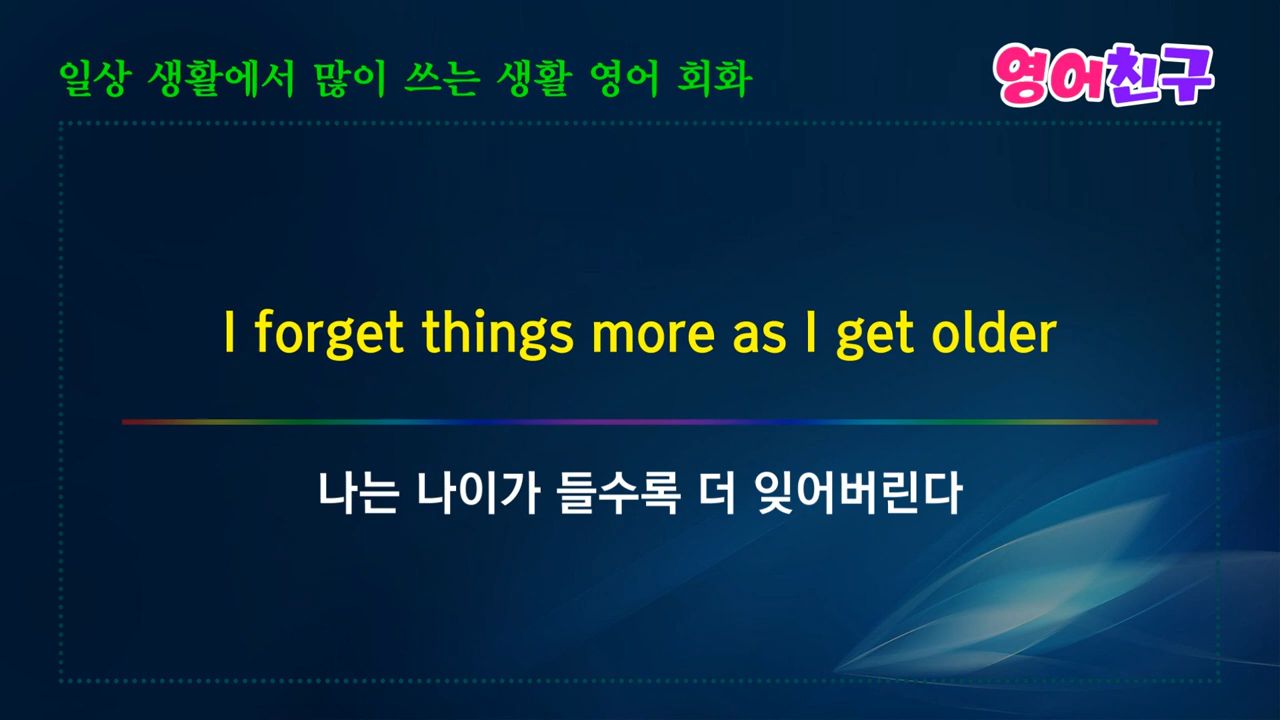 일상 생활에서 많이 쓰는 생활 영어 회화
영어친구
I forget things more as I get older
나는 나이가 들수록 더 잊어버린다